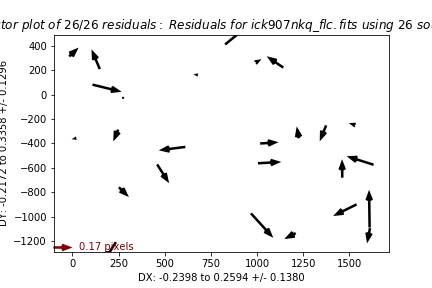 tor plot of 26/26 residuals: Residuals for ick907nkq_flc.fits using 26 sou
DY: -0.2172 to 0.3358 +/- 0.1296
400
200
0
−200
−400
−600
−800
−1000
−1200
0.17 pixels
0 250 500 750 1000 1250 1500
DX: -0.2398 to 0.2594 +/- 0.1380